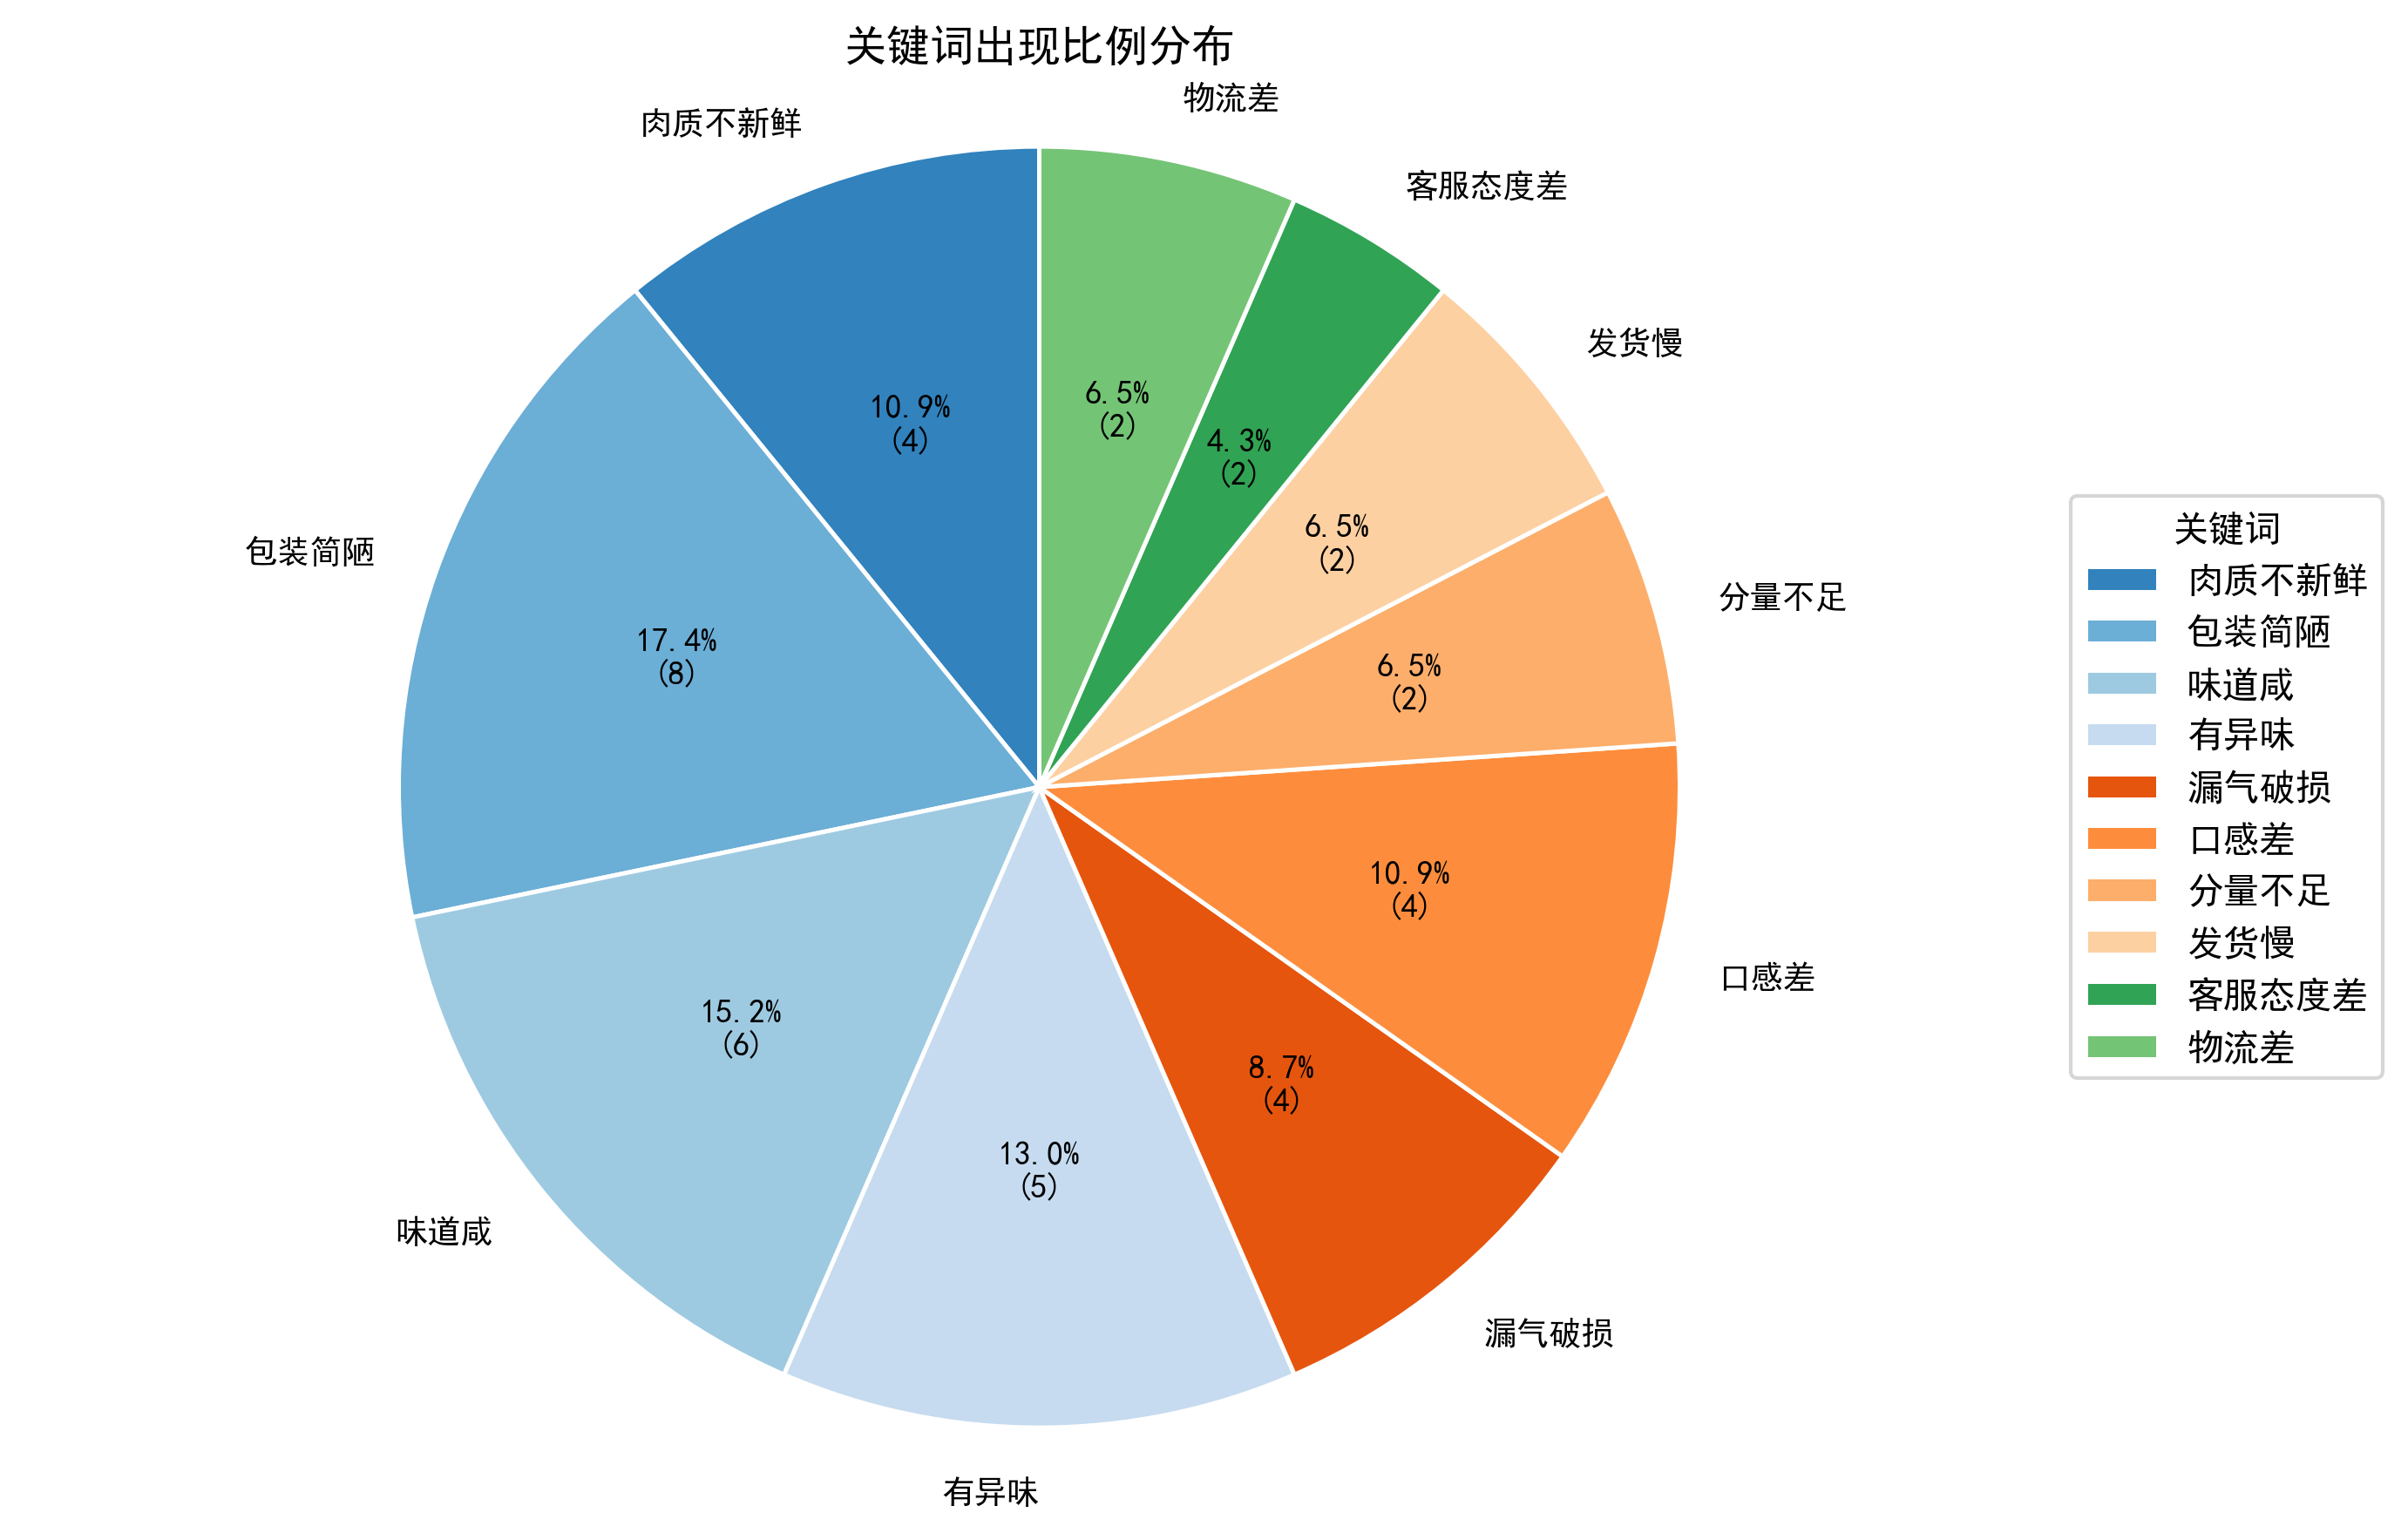 关键词出现比例分布
物流差
肉质不新鲜
客服态度差
发货慢
包装简陋
分量不足
口感差
味道咸
漏气破损
有异味
10.9%
(4)
6.5%
(2)
4.3%
(2)
6.5%
(2)
17.4%
(8)
6.5%
(2)
10.9%
(4)
15.2%
(6)
8.7%
(4)
13.0%
(5)
关键词
肉质不新鲜
包装简陋
味道咸
有异味
漏气破损
口感差
分量不足
发货慢
客服态度差
物流差